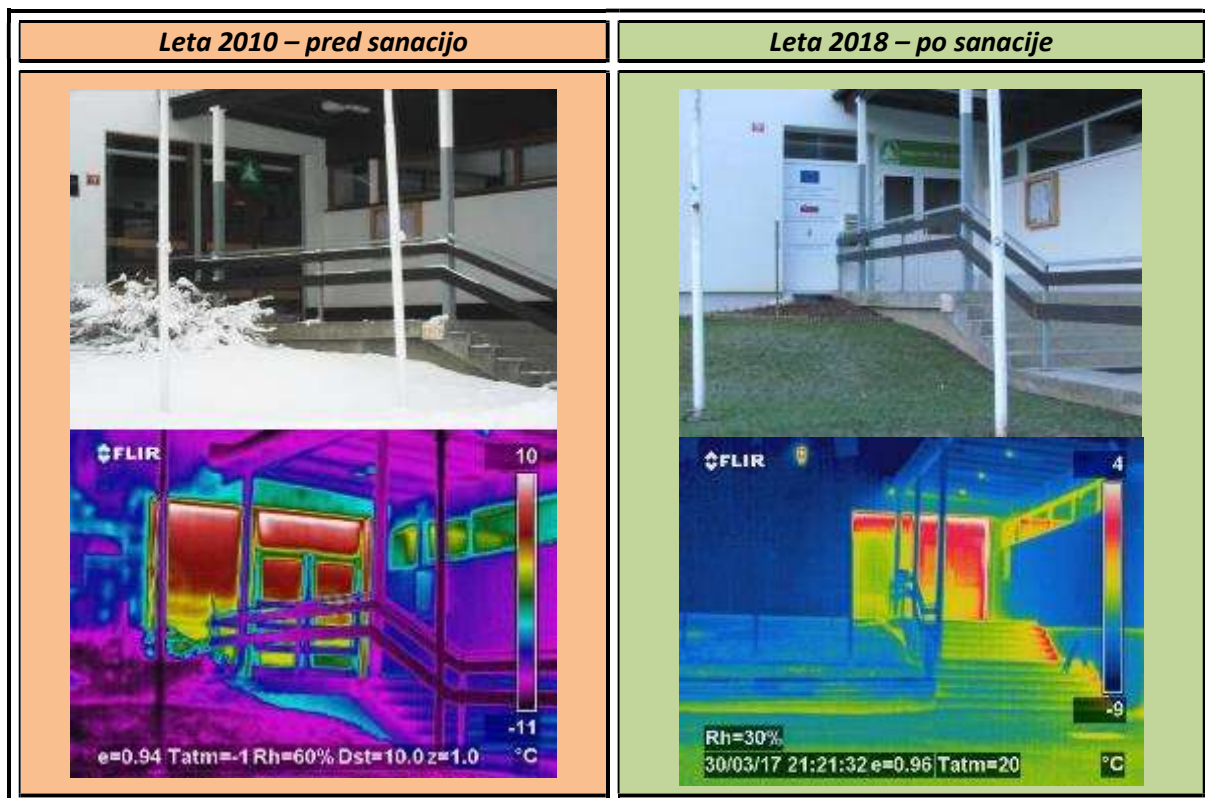 Leta 2010 – pred sanacijo
Leta 2018 – po sanacije
FLIR
10
-11
°C
e=0.94 Tatm=-1 Rh=60% Dst=10.0 z=1.0
FLIR
4
-9
Rh=30%
30/03/17 21:21:32 e=0.96 Tatm=20
°C